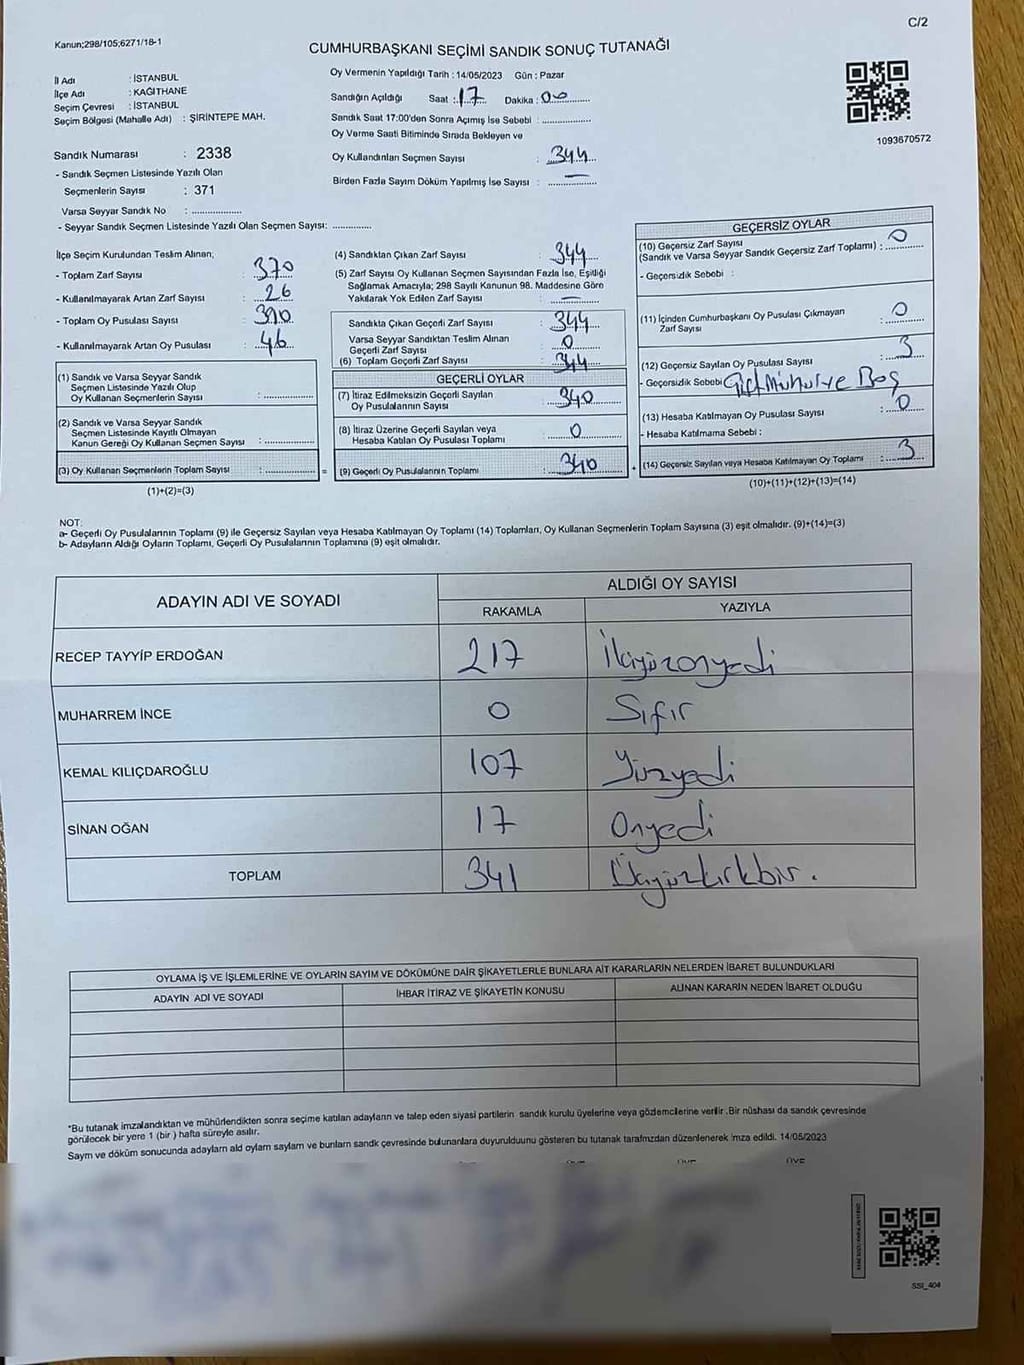 C/2
Kanun;298/105;6271/18-1
CUMHURBAŞKANI SEÇİMİ SANDIK SONUÇ TUTANAĞI
İl Adı : İSTANBUL
İlçe Adı : KAĞITHANE
Seçim Çevresi : İSTANBUL
Seçim Bölgesi (Mahalle Adı) : ŞİRİNTEPE MAH.
Sandık Numarası : 2338
- Sandık Seçmen Listesinde Yazılı Olan
Seçmenlerin Sayısı : 371
Varsa Seyyar Sandık No : ....................
- Seyyar Sandık Seçmen Listesinde Yazılı Olan Seçmen Sayısı: ...............
Oy Vermenin Yapıldığı Tarih : 14/05/2023 Gün : Pazar
Sandığın Açıldığı Saat : 17 Dakika : 00
Sandık Saat 17:00'den Sonra Açımış İse Sebebi : ...................
Oy Verme Saati Bitiminde Sırada Bekleyen ve
Oy Kullandırılan Seçmen Sayısı : 344
Birden Fazla Sayım Döküm Yapılmış İse Sayısı : —
1093670572
İlçe Seçim Kurulundan Teslim Alınan;
- Toplam Zarf Sayısı : 370
- Kullanılmayarak Artan Zarf Sayısı : 26
- Toplam Oy Pusulası Sayısı : 390
- Kullanılmayarak Artan Oy Pusulası : 46
(1) Sandık ve Varsa Seyyar Sandık
Seçmen Listesinde Yazılı Olup
Oy Kullanan Seçmenlerin Sayısı : ...............
(2) Sandık ve Varsa Seyyar Sandık
Seçmen Listesinde Kayıtlı Olmayan
Kanun Gereği Oy Kullanan Seçmen Sayısı : ...............
(3) Oy Kullanan Seçmenlerin Toplam Sayısı : ............... =
(1)+(2)=(3)
(4) Sandıktan Çıkan Zarf Sayısı : 344
(5) Zarf Sayısı Oy Kullanan Seçmen Sayısından Fazla İse, Eşitliği
Sağlamak Amacıyla; 298 Sayılı Kanunun 98. Maddesine Göre
Yakılarak Yok Edilen Zarf Sayısı : —
Sandıkta Çıkan Geçerli Zarf Sayısı : 344
Varsa Seyyar Sandıktan Teslim Alınan
Geçerli Zarf Sayısı : 0
(6) Toplam Geçerli Zarf Sayısı : 344
GEÇERLİ OYLAR
(7) İtiraz Edilmeksizin Geçerli Sayılan
Oy Pusulalarının Sayısı : 340
(8) İtiraz Üzerine Geçerli Sayılan veya
Hesaba Katılan Oy Pusulası Toplamı : 0
(9) Geçerli Oy Pusulalarının Toplamı : 340 +
GEÇERSİZ OYLAR
(10) Geçersiz Zarf Sayısı
(Sandık ve Varsa Seyyar Sandık Geçersiz Zarf Toplamı) : 0
- Geçersizlik Sebebi :
(11) İçinden Cumhurbaşkanı Oy Pusulası Çıkmayan
Zarf Sayısı : 0
(12) Geçersiz Sayılan Oy Pusulası Sayısı : 3
- Geçersizlik Sebebi : ve Boş
(13) Hesaba Katılmayan Oy Pusulası Sayısı : 0
- Hesaba Katılmama Sebebi :
(14) Geçersiz Sayılan veya Hesaba Katılmayan Oy Toplamı : 3
(10)+(11)+(12)+(13)=(14)
NOT:
a- Geçerli Oy Pusulalarının Toplamı (9) ile Geçersiz Sayılan veya Hesaba Katılmayan Oy Toplamı (14) Toplamları, Oy Kullanan Seçmenlerin Toplam Sayısına (3) eşit olmalıdır. (9)+(14)=(3)
b- Adayların Aldığı Oyların Toplamı, Geçerli Oy Pusulalarının Toplamına (9) eşit olmalıdır.
ADAYIN ADI VE SOYADI ALDIĞI OY SAYISI
RAKAMLA YAZIYLA
RECEP TAYYİP ERDOĞAN 217 İkiyüzonyedi
MUHARREM İNCE 0 Sıfır
KEMAL KILIÇDAROĞLU 107 Yüzyedi
SİNAN OĞAN 17 Onyedi
TOPLAM 341 Üçyüzkırkbir.
OYLAMA İŞ VE İŞLEMLERİNE VE OYLARIN SAYIM VE DÖKÜMÜNE DAİR ŞİKAYETLERLE BUNLARA AİT KARARLARIN NELERDEN İBARET BULUNDUKLARI
ADAYIN ADI VE SOYADI İHBAR İTİRAZ VE ŞİKAYETİN KONUSU ALINAN KARARIN NEDEN İBARET OLDUĞU
*Bu tutanak imzalandıktan ve mühürlendikten sonra seçime katılan adayların ve talep eden siyasi partilerin sandık kurulu üyelerine veya gözlemcilerine verilir .Bir nüshası da sandık çevresinde
görülecek bir yere 1 (bir ) hafta süreyle asılır.
Sayım ve döküm sonucunda adayların aldı oyların sayıları ve bunların sandık çevresinde bulunanlara duyurulduunu gösteren bu tutanak tarafımızdan düzenlenerek imza edildi. 14/05/2023
ÜYE ÜYE ÜYE
SSI_404